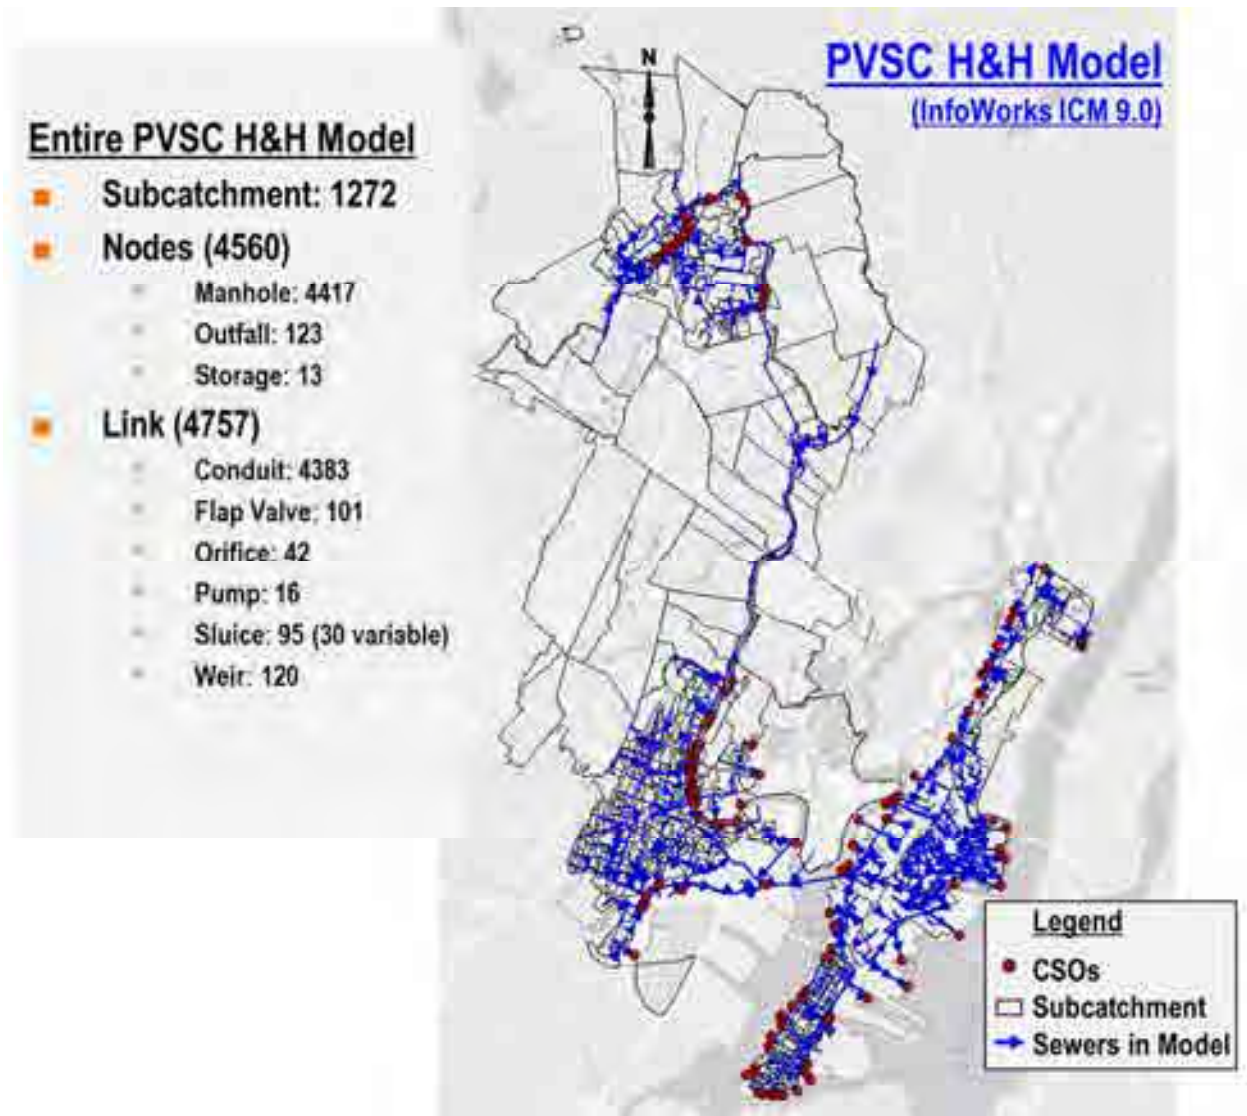 PVSC H&H Model
(InfoWorks ICM 9.0)
N
Entire PVSC H&H Model
Subcatchment: 1272
Nodes (4560)
Manhole: 4417
Outfall: 123
Storage: 13
Link (4757)
Conduit: 4383
Flap Valve: 101
Orifice: 42
Pump: 16
Sluice: 95 (30 variable)
Weir: 120
Legend
CSOs
Subcatchment
Sewers in Model